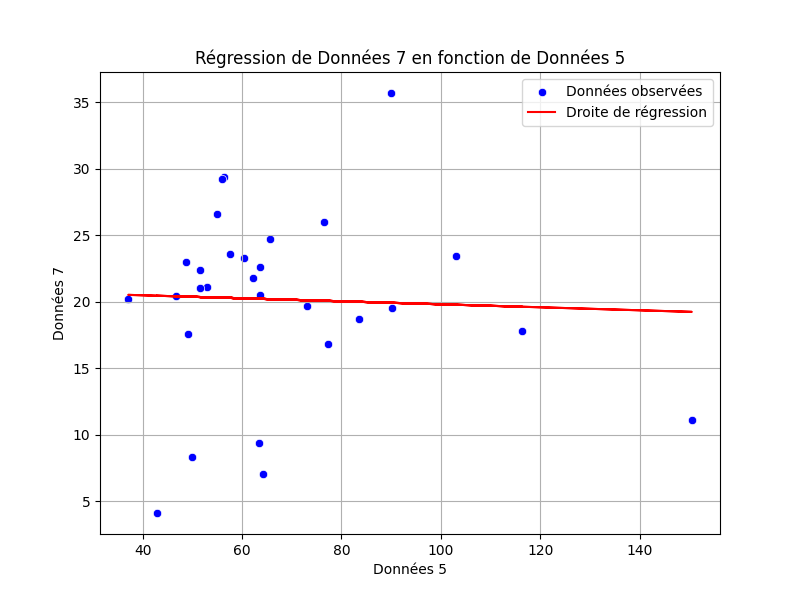 Régression de Données 7 en fonction de Données 5
Données observées
Droite de régression
35
30
25
20
15
10
5
Données 7
40
60
80
100
120
140
Données 5